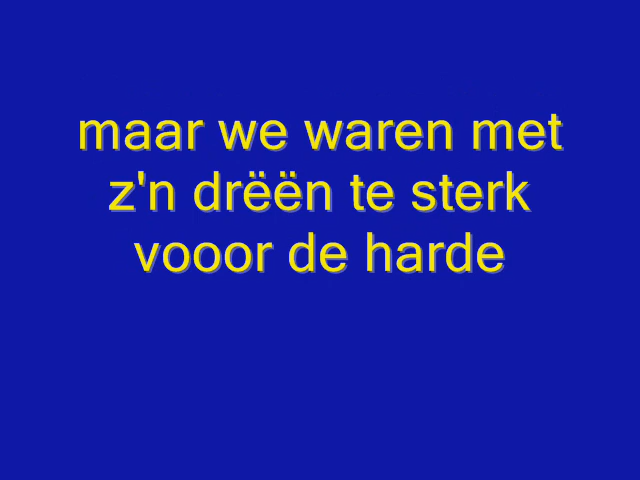 maar we waren met
z'n drëën te sterk
vooor de harde